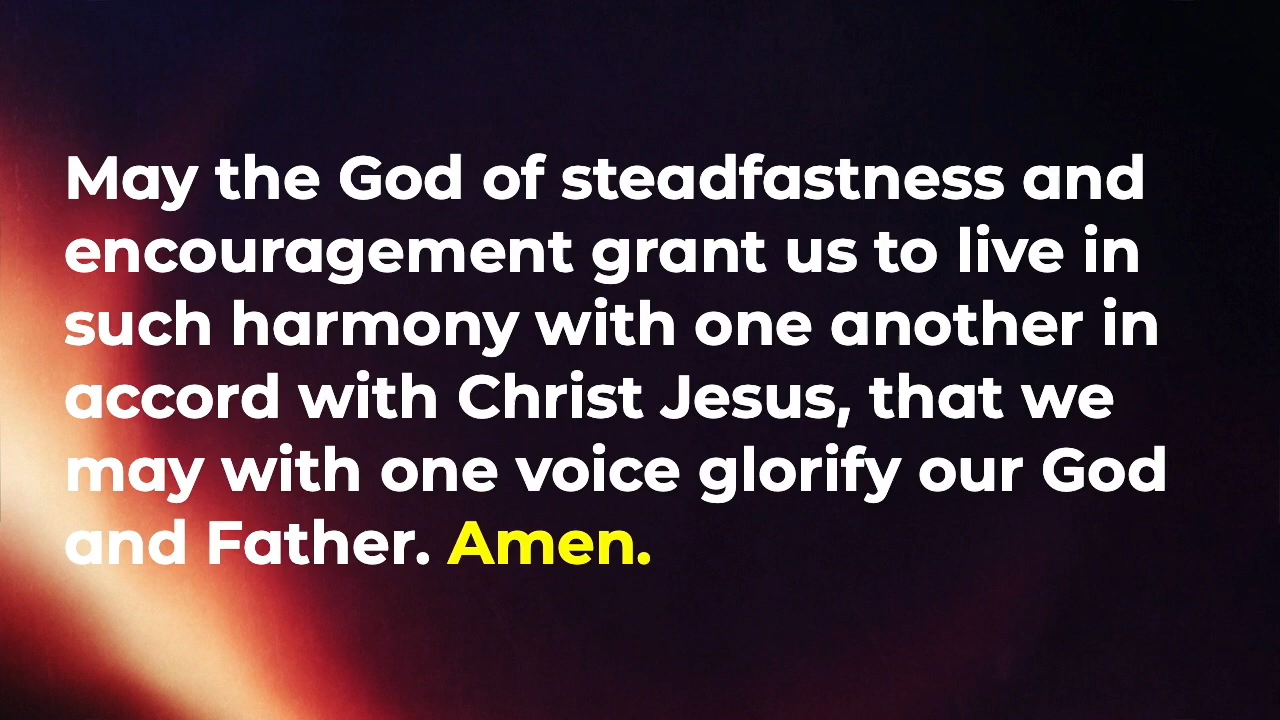 May the God of steadfastness and
encouragement grant us to live in
such harmony with one another in
accord with Christ Jesus, that we
may with one voice glorify our God
and Father. Amen.